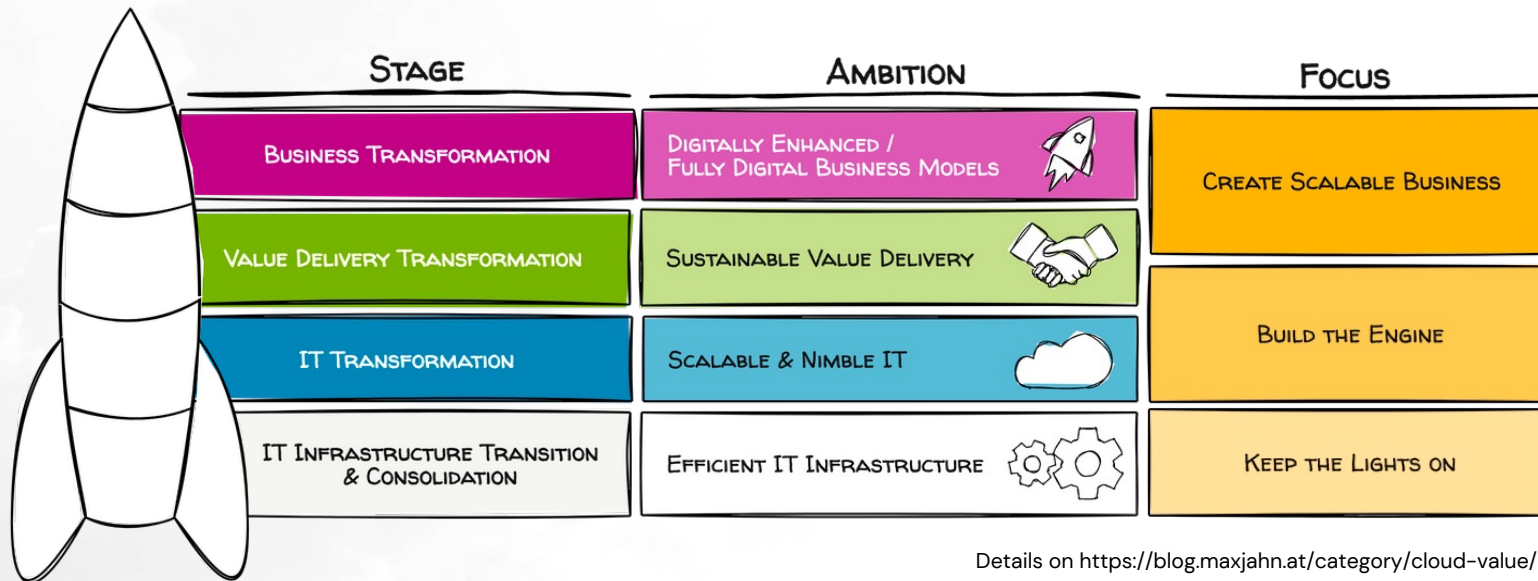 Stage
Ambition
Focus
Business Transformation
Digitally Enhanced /
Fully Digital Business Models
Create Scalable Business
Value Delivery Transformation
Sustainable Value Delivery
Build the Engine
IT Transformation
Scalable & Nimble IT
IT Infrastructure Transition
& Consolidation
Efficient IT Infrastructure
Keep the Lights on
Details on https://blog.maxjahn.at/category/cloud-value/